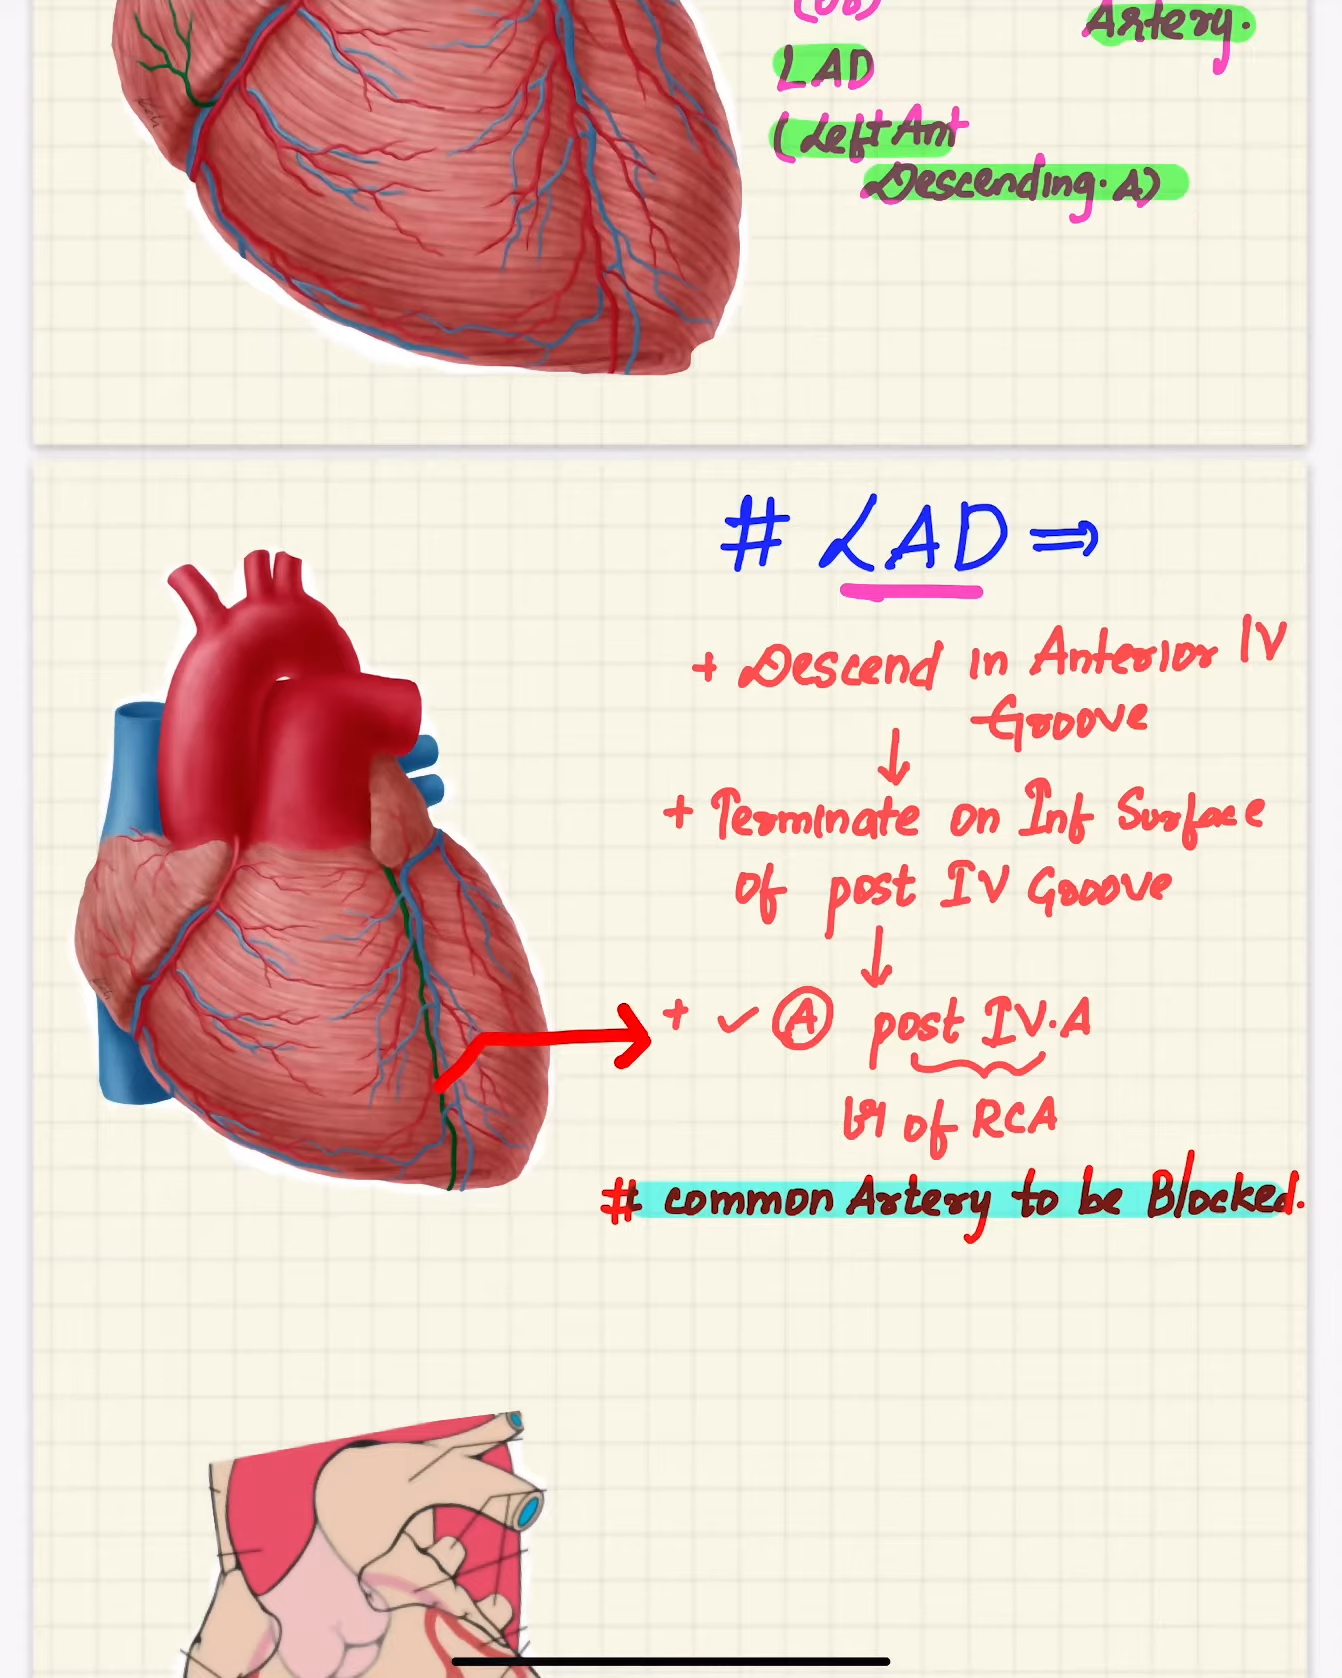 Artery.
LAD
(Left Ant
Descending. A)
# LAD ⇒
+ Descend in Anterior IV
Groove
↓
+ Terminate on Inf Surface
of post IV Groove
↓
+ ✓ Ⓐ post IV.A
br of RCA
# common Artery to be Blocked.